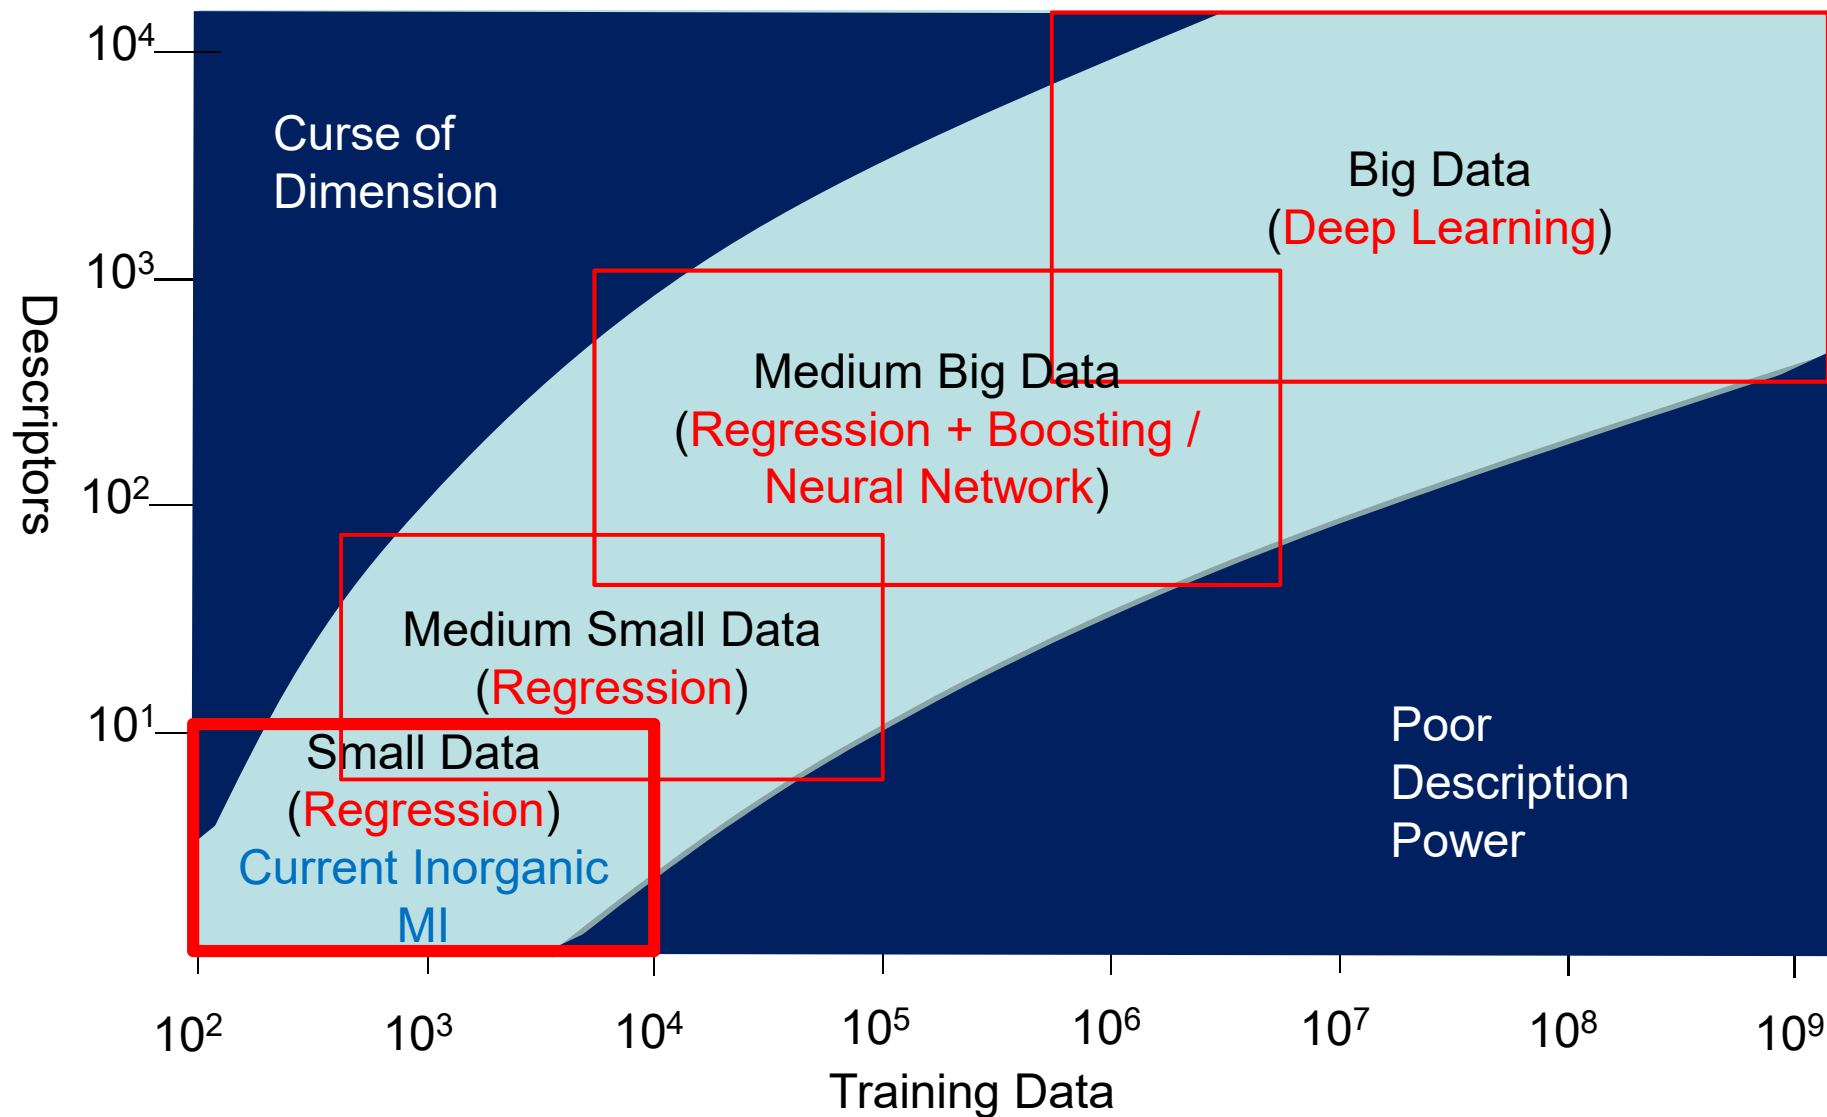 10⁴
Curse of
Dimension
Big Data
(Deep Learning)
10³
Descriptors
Medium Big Data
(Regression + Boosting /
Neural Network)
10²
Medium Small Data
(Regression)
10¹
Small Data
(Regression)
Current Inorganic
MI
Poor
Description
Power
10² 10³ 10⁴ 10⁵ 10⁶ 10⁷ 10⁸ 10⁹
Training Data